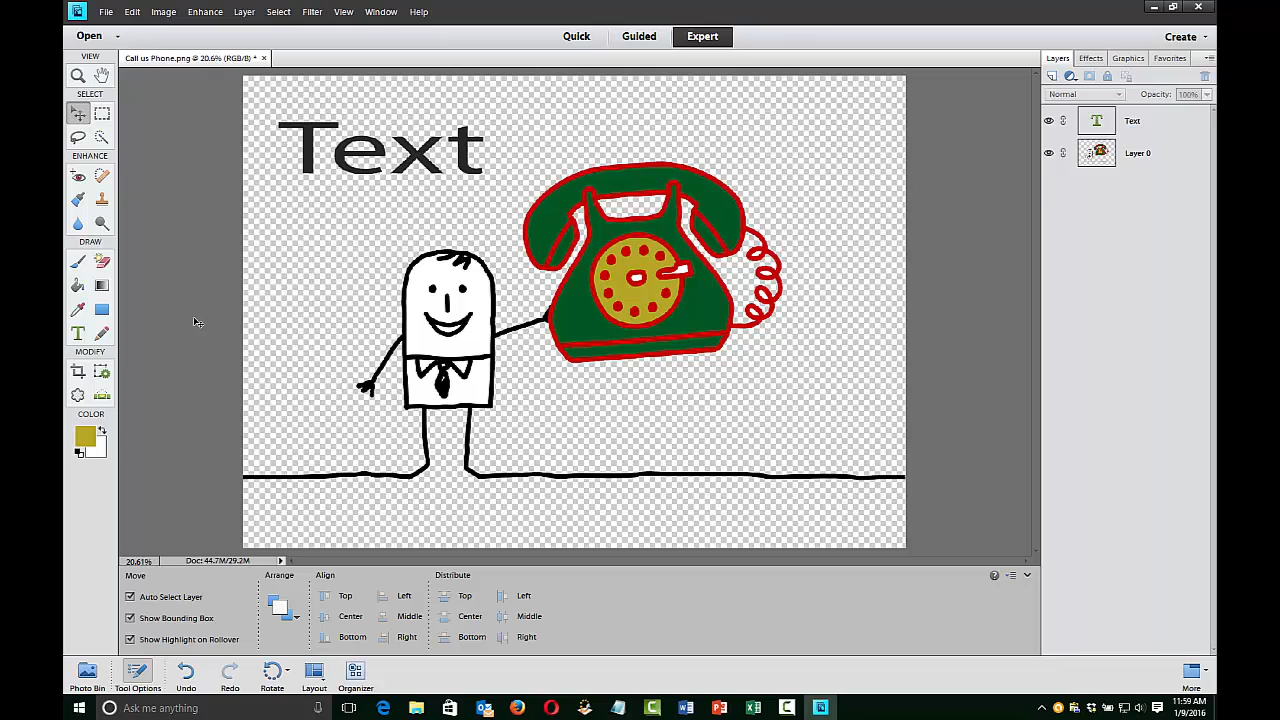 File Edit Image Enhance Layer Select Filter View Window Help
Open Quick Guided Expert Create
VIEW Call us Phone.png @ 20.6% (RGB/8) * × Layers Effects Graphics Favorites
SELECT
Normal Opacity: 100%
Text
T Text
Layer 0
ENHANCE
DRAW
T
MODIFY
COLOR
20.61% Doc: 44.7M/29.2M
Move Arrange Align Distribute
Auto Select Layer Top Left Top Left
Show Bounding Box Center Middle Center Middle
Show Highlight on Rollover Bottom Right Bottom Right
Photo Bin Tool Options Undo Redo Rotate Layout Organizer More
Ask me anything
11:59 AM
1/9/2016